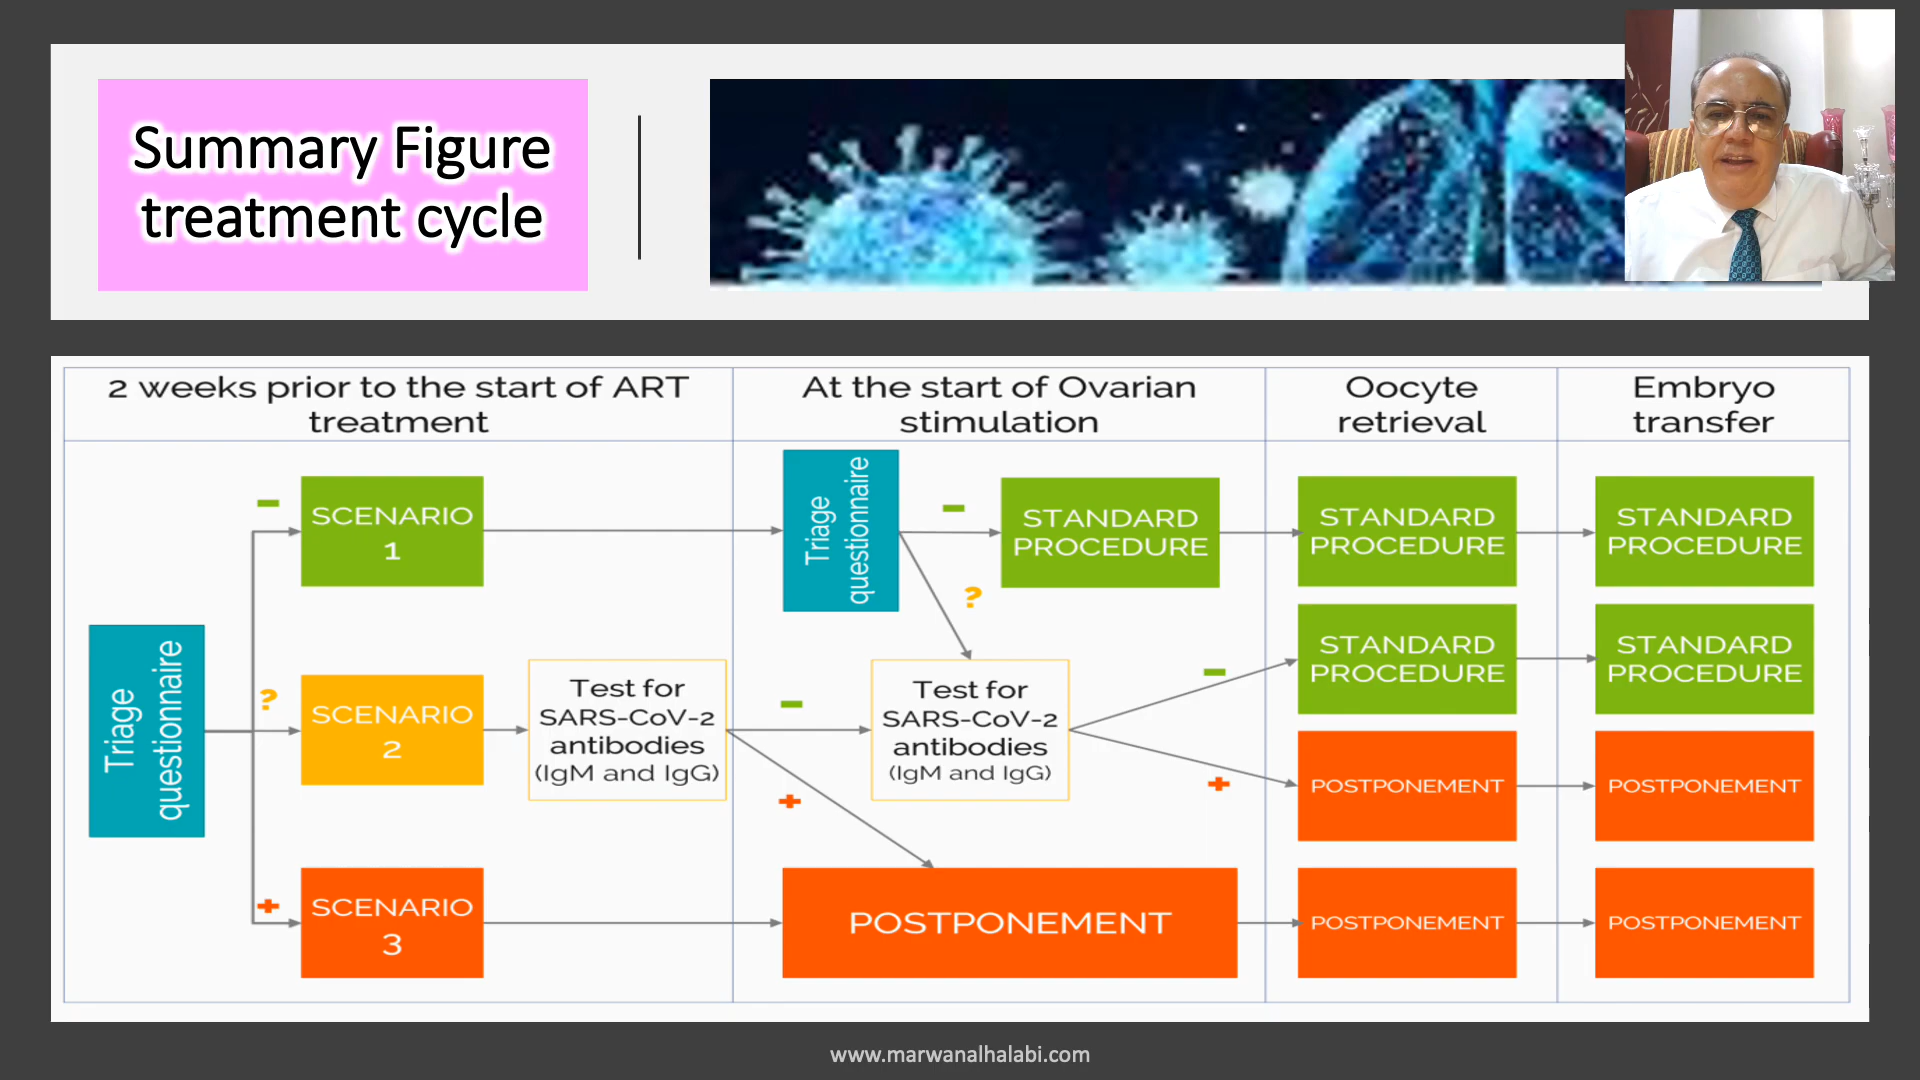 Summary Figure
treatment cycle
2 weeks prior to the start of ART
treatment
At the start of Ovarian
stimulation
Oocyte
retrieval
Embryo
transfer
Triage
questionnaire
-
SCENARIO
1
?
SCENARIO
2
+
SCENARIO
3
Test for
SARS-CoV-2
antibodies
(IgM and IgG)
Triage
questionnaire
-
STANDARD
PROCEDURE
?
-
Test for
SARS-CoV-2
antibodies
(IgM and IgG)
+
POSTPONEMENT
-
+
STANDARD
PROCEDURE
STANDARD
PROCEDURE
STANDARD
PROCEDURE
STANDARD
PROCEDURE
POSTPONEMENT
POSTPONEMENT
POSTPONEMENT
POSTPONEMENT
www.marwanalhalabi.com